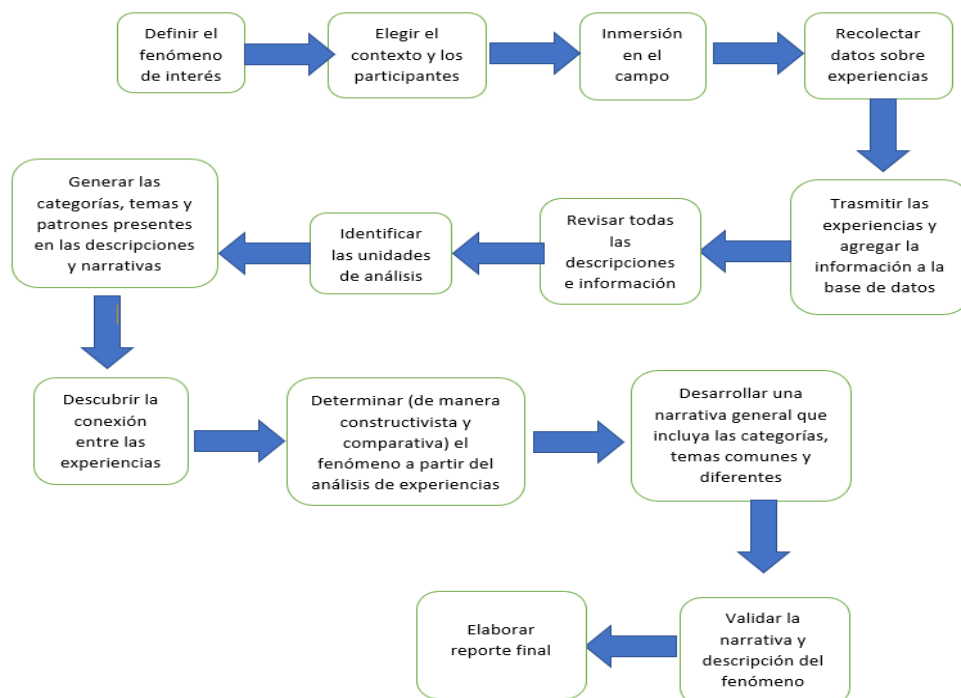 Definir el
fenómeno
de interés
Elegir el
contexto y los
participantes
Inmersión
en el
campo
Recolectar
datos sobre
experiencias
Trasmitir las
experiencias y
agregar la
información a la
base de datos
Revisar todas
las
descripciones
e información
Identificar
las unidades
de análisis
Generar las
categorías, temas y
patrones presentes
en las descripciones
y narrativas
Descubrir la
conexión
entre las
experiencias
Determinar (de manera
constructivista y
comparativa) el
fenómeno a partir del
análisis de experiencias
Desarrollar una
narrativa general que
incluya las categorías,
temas comunes y
diferentes
Validar la
narrativa y
descripción del
fenómeno
Elaborar
reporte final